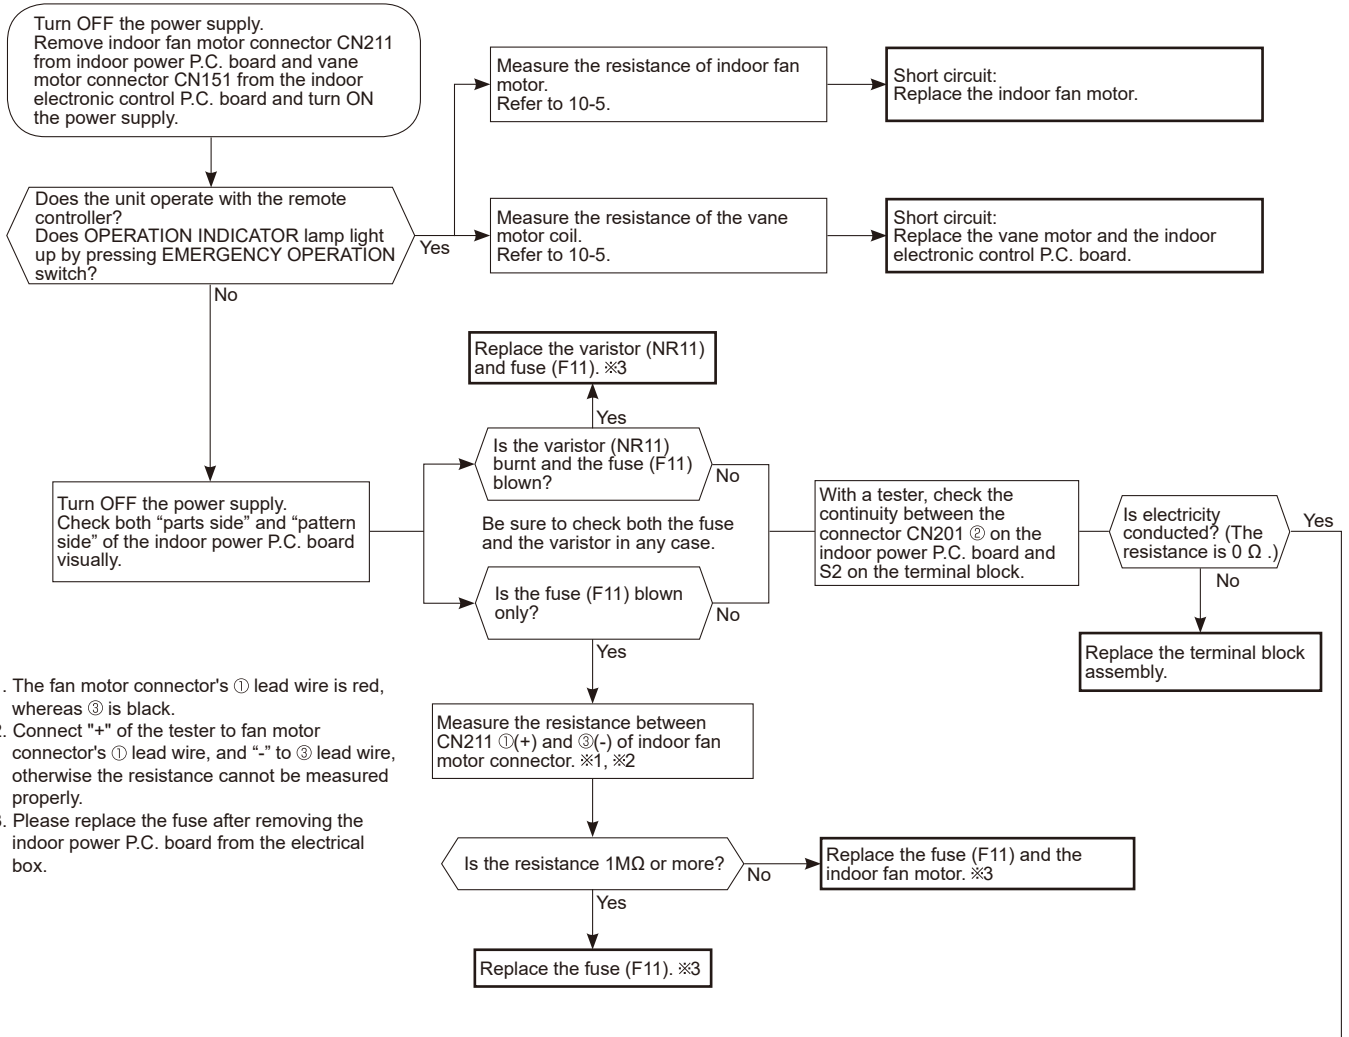 Turn OFF the power supply.
Remove indoor fan motor connector CN211
from indoor power P.C. board and vane
motor connector CN151 from the indoor
electronic control P.C. board and turn ON
the power supply.
Measure the resistance of indoor fan
motor.
Refer to 10-5.
Short circuit:
Replace the indoor fan motor.
Does the unit operate with the remote
controller?
Does OPERATION INDICATOR lamp light
up by pressing EMERGENCY OPERATION
switch?
Yes
Measure the resistance of the vane
motor coil.
Refer to 10-5.
Short circuit:
Replace the vane motor and the indoor
electronic control P.C. board.
No
Replace the varistor (NR11)
and fuse (F11). ※3
Yes
Is the varistor (NR11)
burnt and the fuse (F11)
blown?
No
Turn OFF the power supply.
Check both “parts side” and “pattern
side” of the indoor power P.C. board
visually.
Be sure to check both the fuse
and the varistor in any case.
Is the fuse (F11) blown
only?
No
Yes
With a tester, check the
continuity between the
connector CN201 ② on the
indoor power P.C. board and
S2 on the terminal block.
Is electricity
conducted? (The
resistance is 0 Ω .)
Yes
No
Replace the terminal block
assembly.
. The fan motor connector's ① lead wire is red,
whereas ③ is black.
. Connect "+" of the tester to fan motor
connector's ① lead wire, and “-” to ③ lead wire,
otherwise the resistance cannot be measured
properly.
. Please replace the fuse after removing the
indoor power P.C. board from the electrical
box.
Measure the resistance between
CN211 ①(+) and ③(-) of indoor fan
motor connector. ※1, ※2
Is the resistance 1MΩ or more?
No
Replace the fuse (F11) and the
indoor fan motor. ※3
Yes
Replace the fuse (F11). ※3